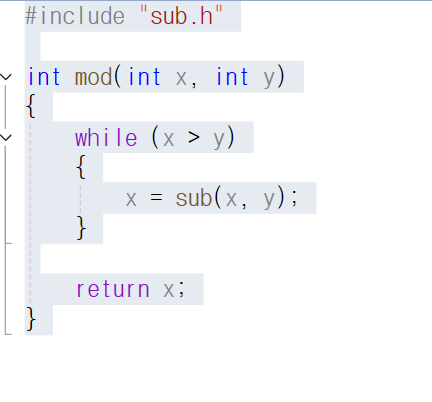 #include "sub.h"
int mod(int x, int y)
{
while (x > y)
{
x = sub(x, y);
}
return x;
}